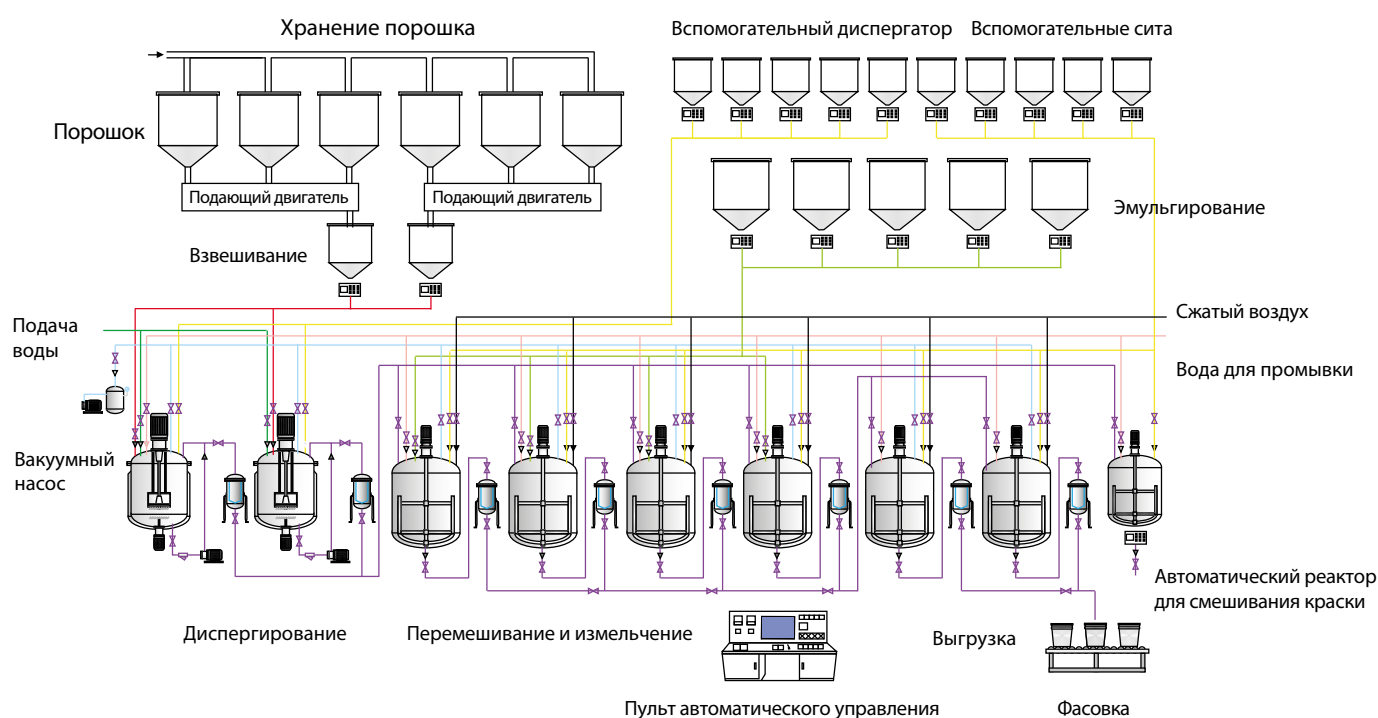 Хранение порошка
Вспомогательный диспергатор
Вспомогательные сита
Порошок
Подающий двигатель
Подающий двигатель
Эмульгирование
Взвешивание
Подача
воды
Сжатый воздух
Вода для промывки
Вакуумный
насос
Автоматический реактор
для смешивания краски
Диспергирование
Перемешивание и измельчение
Выгрузка
Пульт автоматического управления
Фасовка